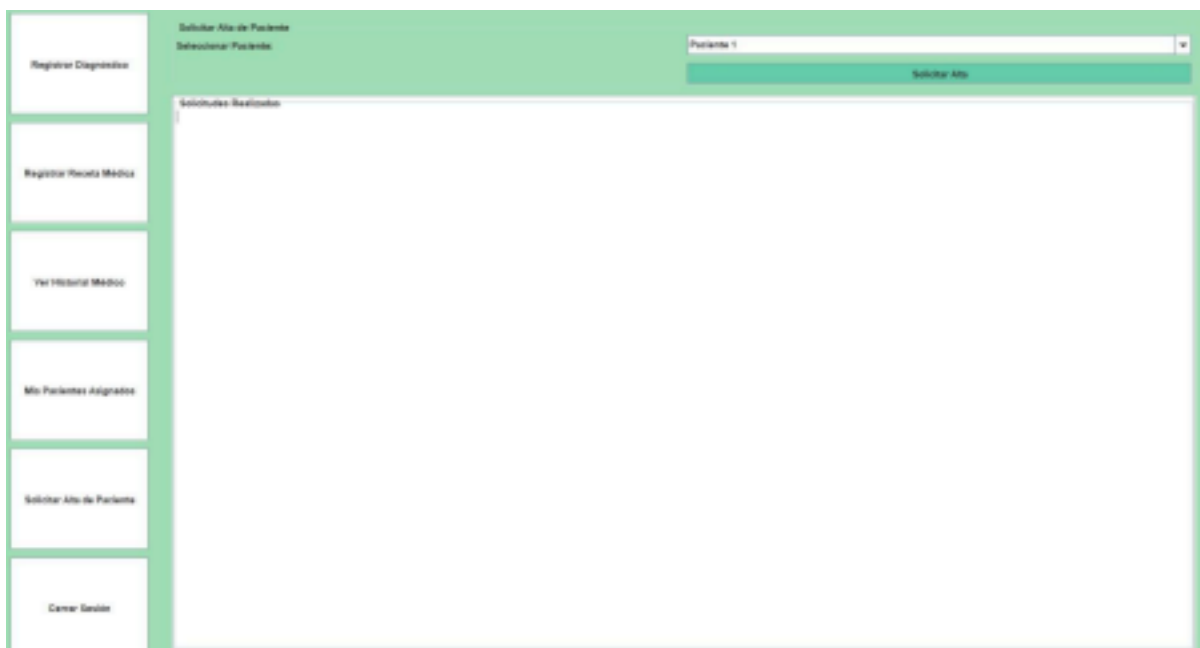 Registrar Diagnóstico
Registrar Receta Médica
Ver Historial Médico
Mis Pacientes Asignados
Solicitar Alta de Paciente
Cerrar Sesión
Solicitar Alta de Paciente
Seleccionar Paciente:
Paciente 1
Solicitar Alta
Solicitudes Realizadas